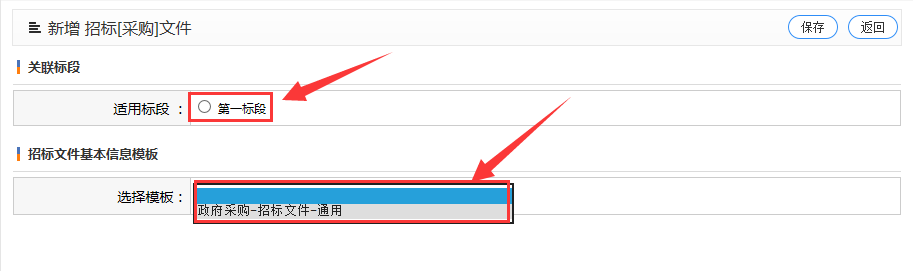 新增 招标[采购]文件 保存 返回
关联标段
适用标段 ： 第一标段
招标文件基本信息模板
选择模板：
政府采购-招标文件-通用